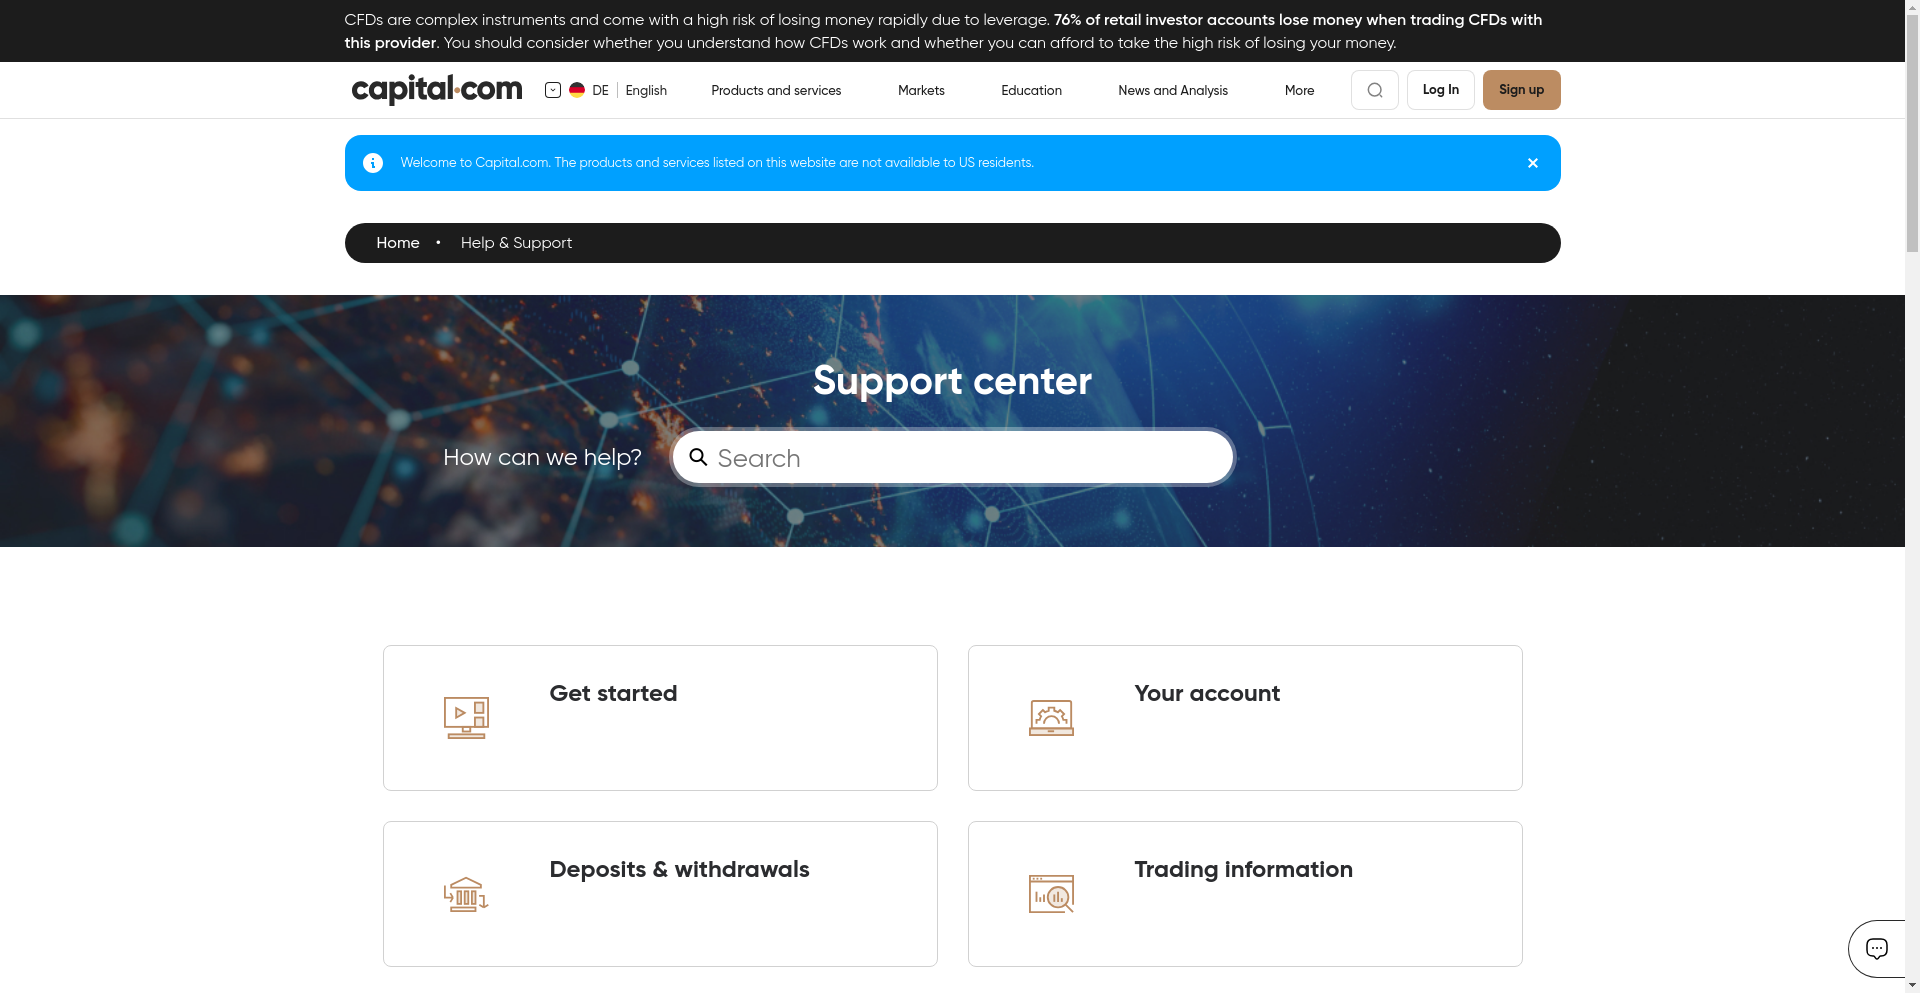 CFDs are complex instruments and come with a high risk of losing money rapidly due to leverage. 76% of retail investor accounts lose money when trading CFDs with
this provider. You should consider whether you understand how CFDs work and whether you can afford to take the high risk of losing your money.
capital.com
DE
English
Products and services
Markets
Education
News and Analysis
More
Log In
Sign up
Welcome to Capital.com. The products and services listed on this website are not available to US residents.
Home • Help & Support
Support center
How can we help?
Search
Get started
Your account
Deposits & withdrawals
Trading information